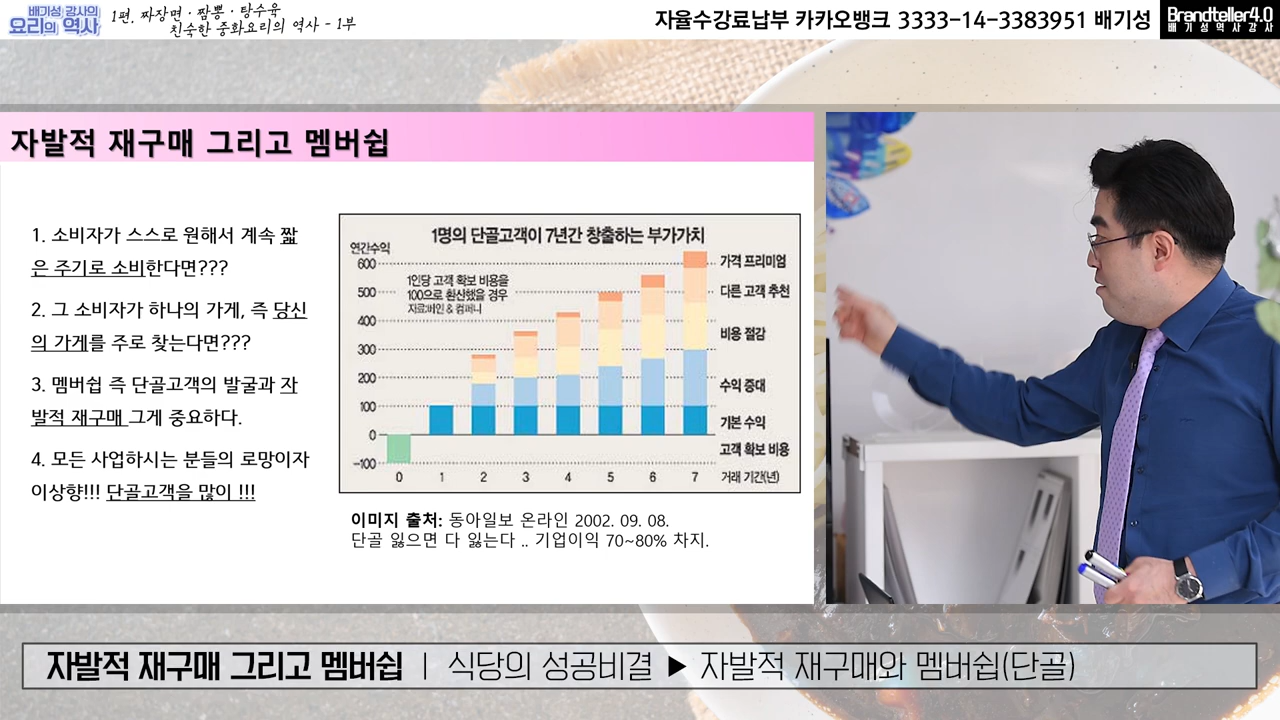 배기성 강사의
요리의 역사
1편. 짜장면·짬뽕·탕수육
친숙한 중화요리의 역사 - 1부
자율수강료납부 카카오뱅크 3333-14-3383951 배기성
Brandteller4.0
배기성역사강사
자발적 재구매 그리고 멤버쉽
1. 소비자가 스스로 원해서 계속 짧
은 주기로 소비한다면???
2. 그 소비자가 하나의 가게, 즉 당신
의 가게를 주로 찾는다면???
3. 멤버쉽 즉 단골고객의 발굴과 자
발적 재구매 그게 중요하다.
4. 모든 사업하시는 분들의 로망이자
이상향!!! 단골고객을 많이 !!!
1명의 단골고객이 7년간 창출하는 부가가치
연간수익
600
500
400
300
200
100
0
-100
1인당 고객 확보 비용을
100으로 환산했을 경우
자료:베인 & 컴퍼니
가격 프리미엄
다른 고객 추천
비용 절감
수익 증대
기본 수익
고객 확보 비용
0 1 2 3 4 5 6 7 거래 기간(년)
이미지 출처: 동아일보 온라인 2002. 09. 08.
단골 잃으면 다 잃는다 .. 기업이익 70~80% 차지.
자발적 재구매 그리고 멤버쉽 | 식당의 성공비결 ▶ 자발적 재구매와 멤버쉽(단골)